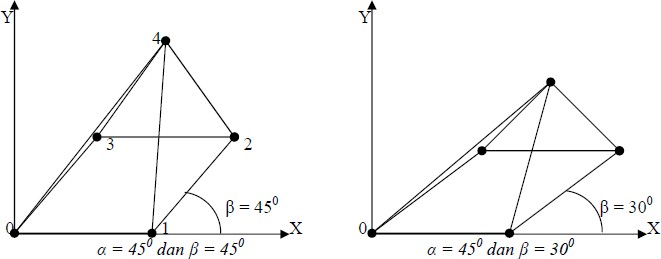 Y
4
3
2
β = 45⁰
0
1
X
α = 45⁰ dan β = 45⁰
Y
β = 30⁰
0
X
α = 45⁰ dan β = 30⁰